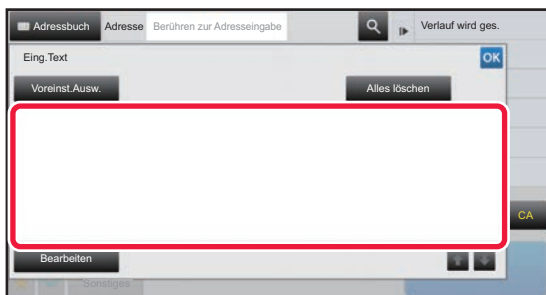 Adressbuch Adresse Berühren zur Adresseingabe Verlauf wird ges.
Eing.Text OK
Voreinst.Ausw. Alles löschen
CA
Bearbeiten
Sonstiges